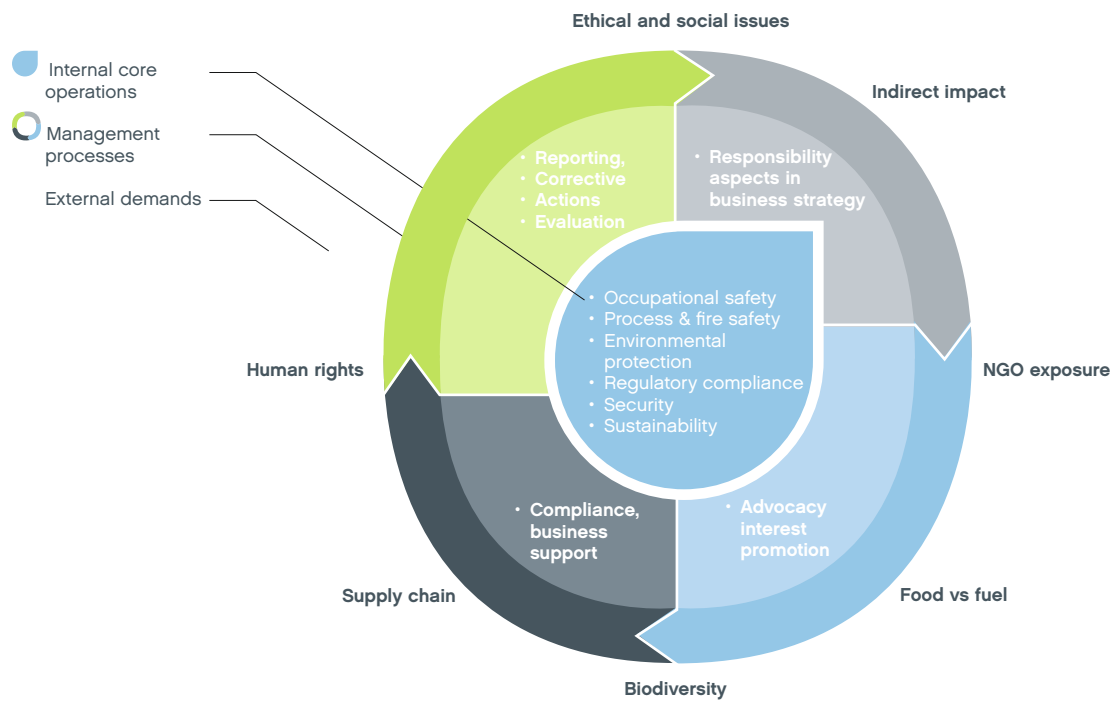 Ethical and social issues
Internal core
operations
Management
processes
External demands
Indirect impact
• Reporting,
• Corrective
• Actions
• Evaluation
• Responsibility
aspects in
business strategy
• Occupational safety
• Process & fire safety
• Environmental
protection
• Regulatory compliance
• Security
• Sustainability
Human rights
NGO exposure
• Compliance,
business
support
• Advocacy
interest
promotion
Supply chain
Food vs fuel
Biodiversity